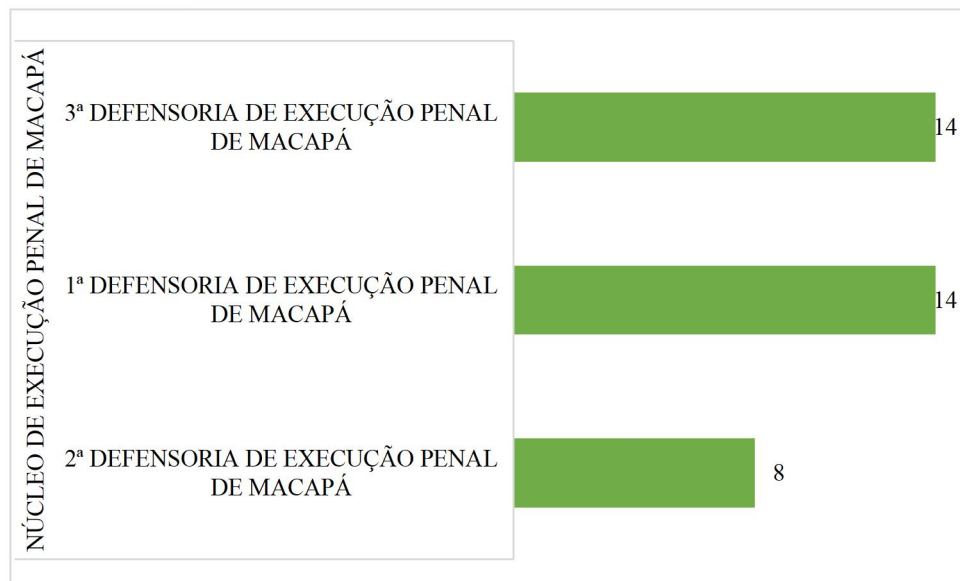 NÚCLEO DE EXECUÇÃO PENAL DE MACAPÁ
3ª DEFENSORIA DE EXECUÇÃO PENAL
DE MACAPÁ
14
1ª DEFENSORIA DE EXECUÇÃO PENAL
DE MACAPÁ
14
2ª DEFENSORIA DE EXECUÇÃO PENAL
DE MACAPÁ
8